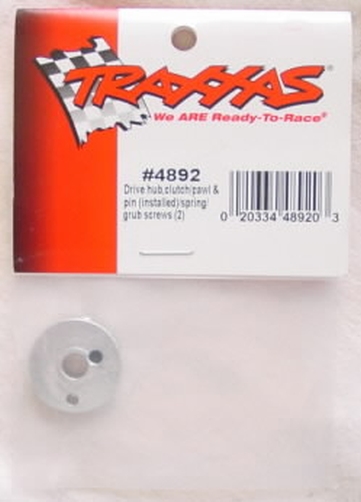 TRAXXAS®
We ARE Ready-To-Race®
#4892
Drive hub,clutch/pawl &
pin (installed)/spring/
grub screws (2)
0 20334 48920 3